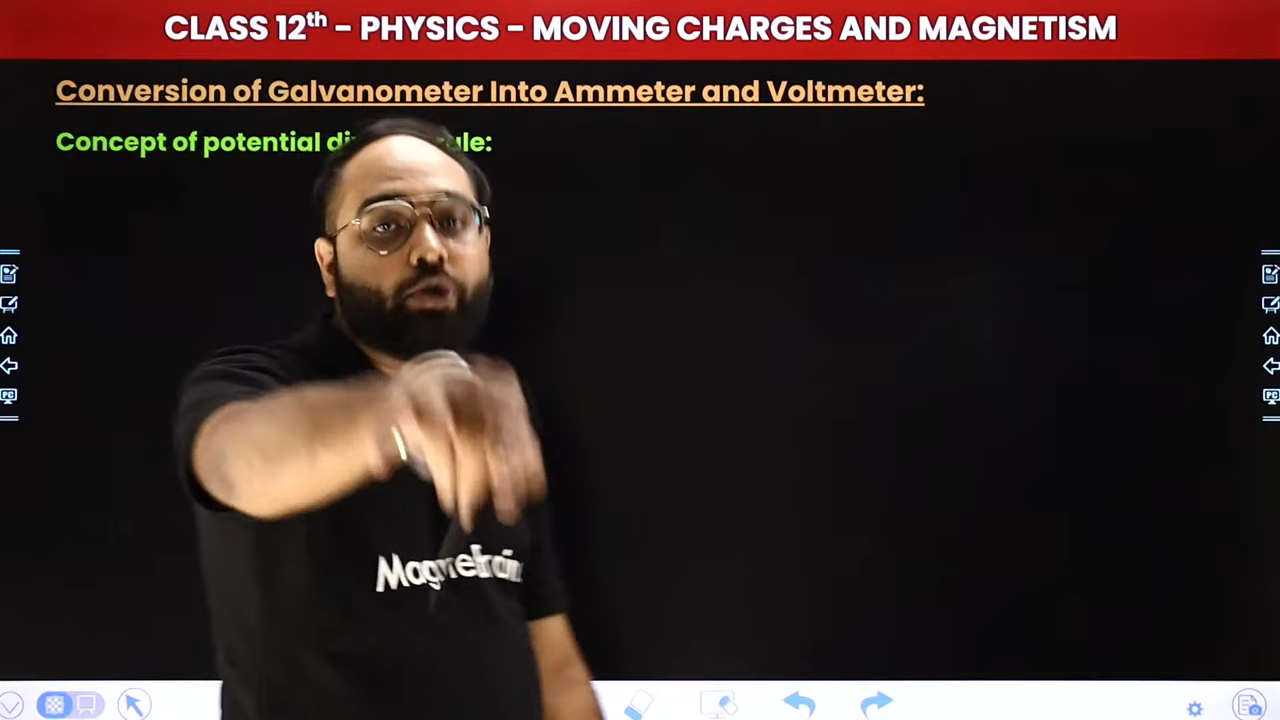 CLASS 12th - PHYSICS - MOVING CHARGES AND MAGNETISM
Conversion of Galvanometer Into Ammeter and Voltmeter:
Concept of potential